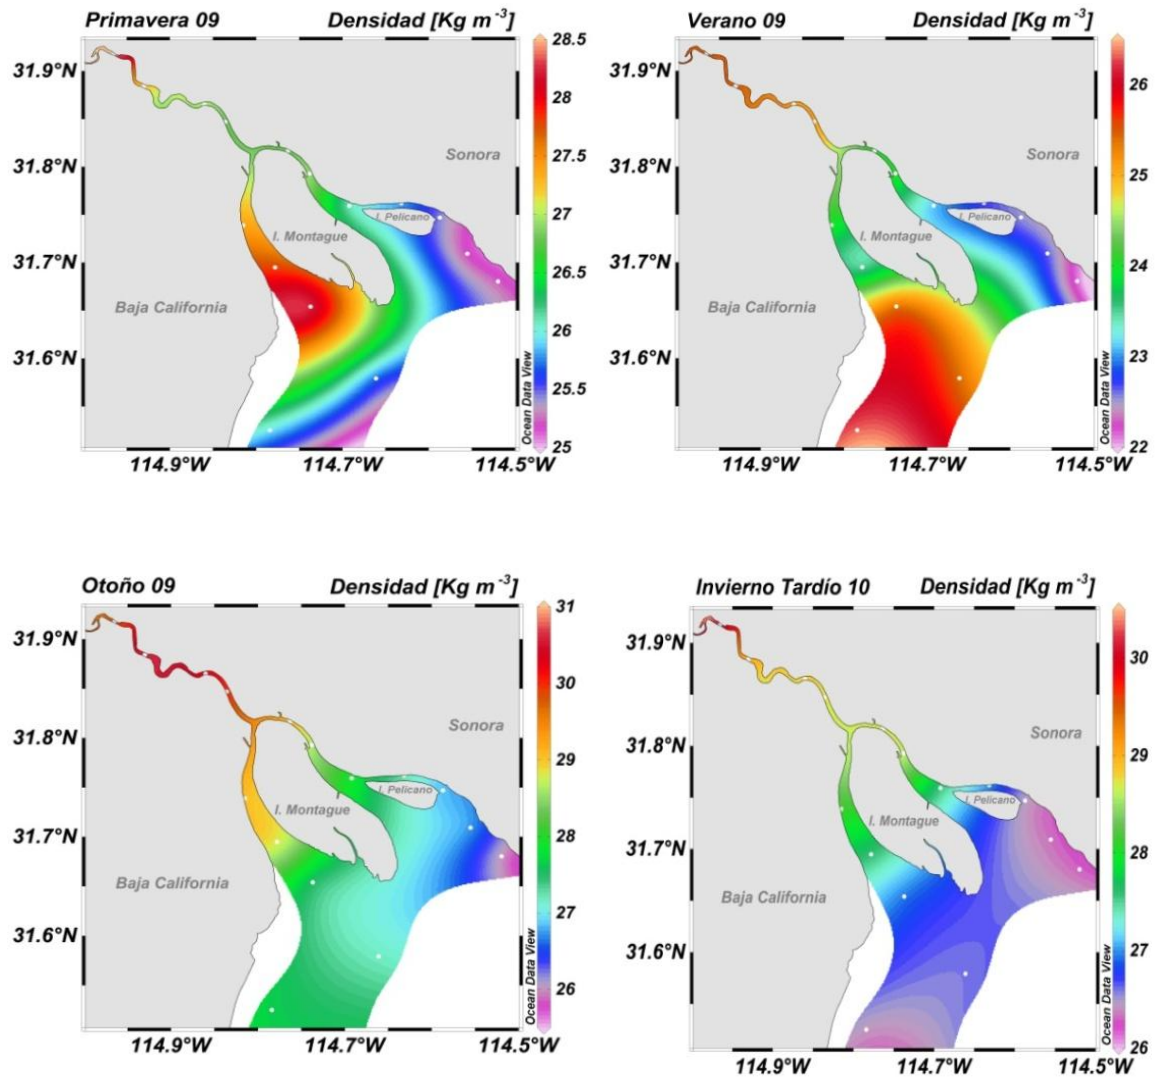 Primavera 09 Densidad [Kg m⁻³]
28.5
31.9°N
28
31.8°N
Sonora
27.5
I. Pelicano
27
31.7°N
I. Montague
26.5
Baja California
26
31.6°N
25.5
Ocean Data View
25
114.9°W 114.7°W 114.5°W
Verano 09 Densidad [Kg m⁻³]
31.9°N
26
31.8°N
Sonora
25
I. Pelicano
31.7°N
I. Montague
24
Baja California
23
31.6°N
Ocean Data View
22
114.9°W 114.7°W 114.5°W
Otoño 09 Densidad [Kg m⁻³]
31
31.9°N
30
31.8°N
Sonora
29
I. Pelicano
31.7°N
I. Montague
28
Baja California
27
31.6°N
26
Ocean Data View
114.9°W 114.7°W 114.5°W
Invierno Tardío 10 Densidad [Kg m⁻³]
31.9°N
30
31.8°N
Sonora
29
I. Pelicano
31.7°N
I. Montague
28
Baja California
27
31.6°N
Ocean Data View
26
114.9°W 114.7°W 114.5°W